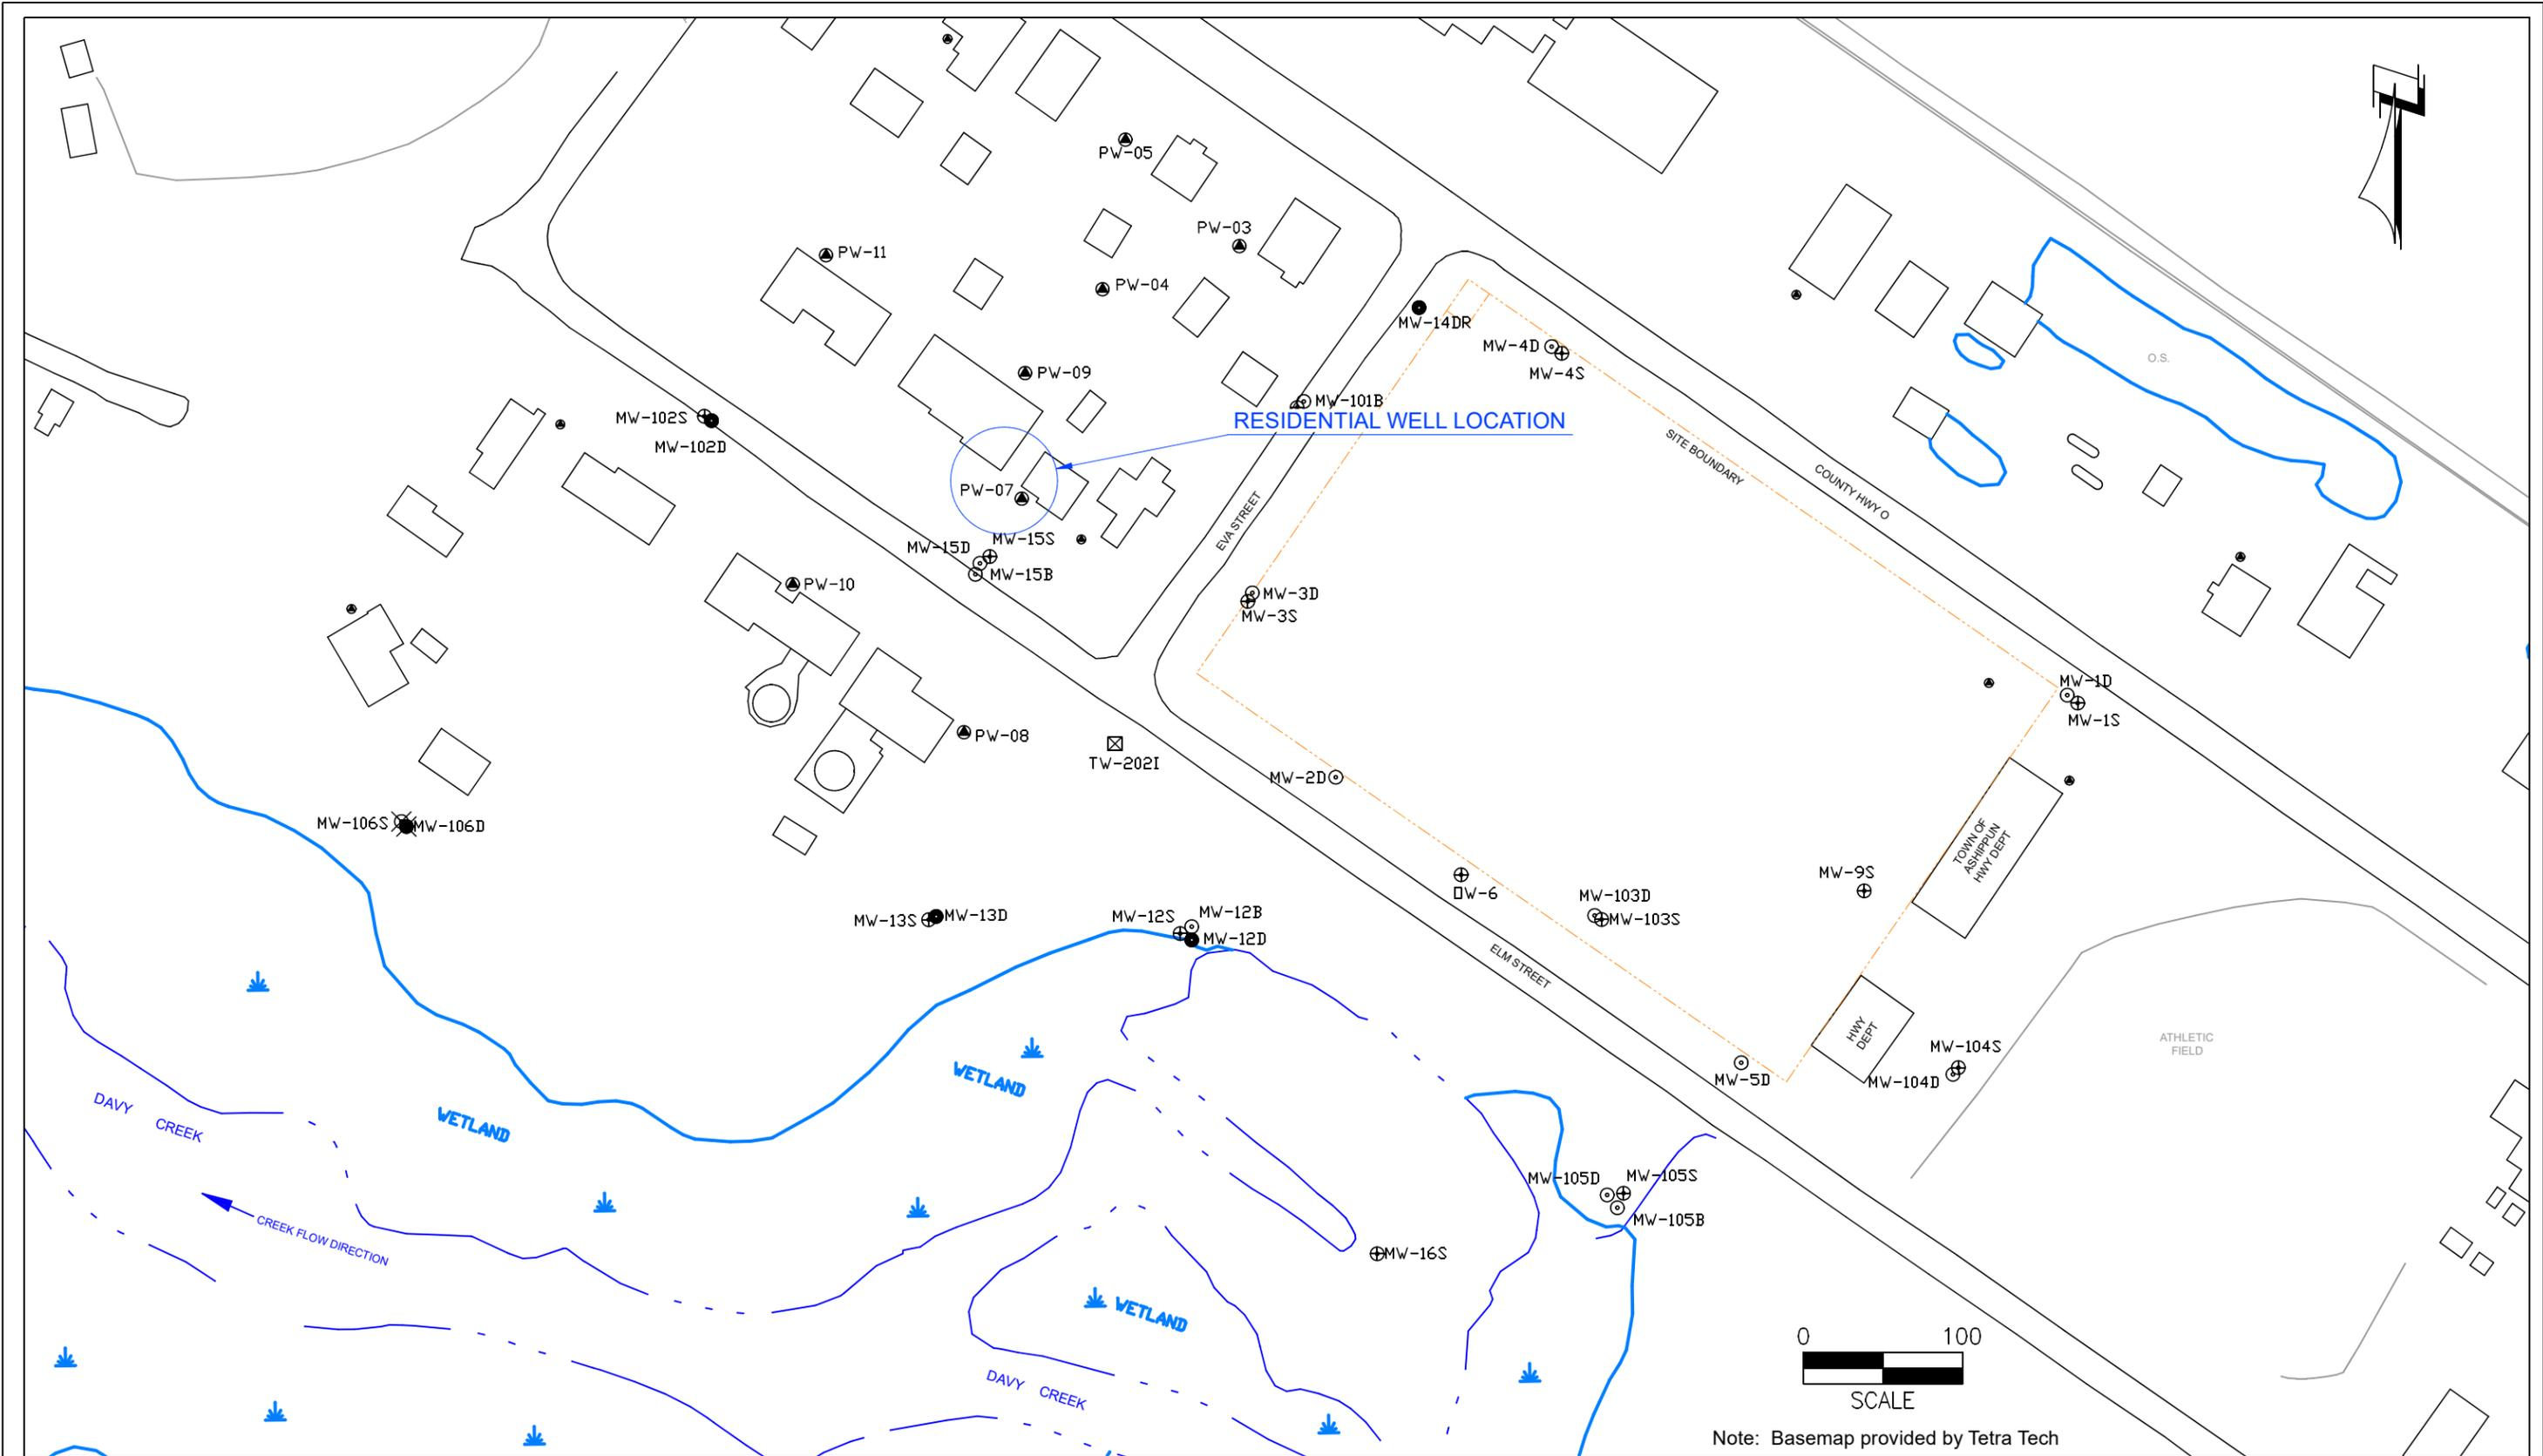 PW-05
PW-03
PW-11
PW-04
MW-14DR
MW-4D
MW-4S
O.S.
PW-09
MW-101B
RESIDENTIAL WELL LOCATION
MW-102S
MW-102D
SITE BOUNDARY
COUNTY HWY O
PW-07
EVA STREET
MW-15D
MW-15S
MW-15B
PW-10
MW-3D
MW-3S
MW-1D
MW-1S
PW-08
TW-202I
MW-2D
MW-106S
MW-106D
TOWN OF
ASHIPPUN
HWY DEPT
MW-9S
W-6
MW-103D
MW-103S
MW-13S
MW-13D
MW-12S
MW-12B
MW-12D
ELM STREET
HWY
DEPT
ATHLETIC
FIELD
MW-104S
MW-104D
MW-5D
WETLAND
DAVY CREEK
WETLAND
MW-105D
MW-105S
MW-105B
CREEK FLOW DIRECTION
MW-16S
WETLAND
DAVY CREEK
0 100
SCALE
Note: Basemap provided by Tetra Tech